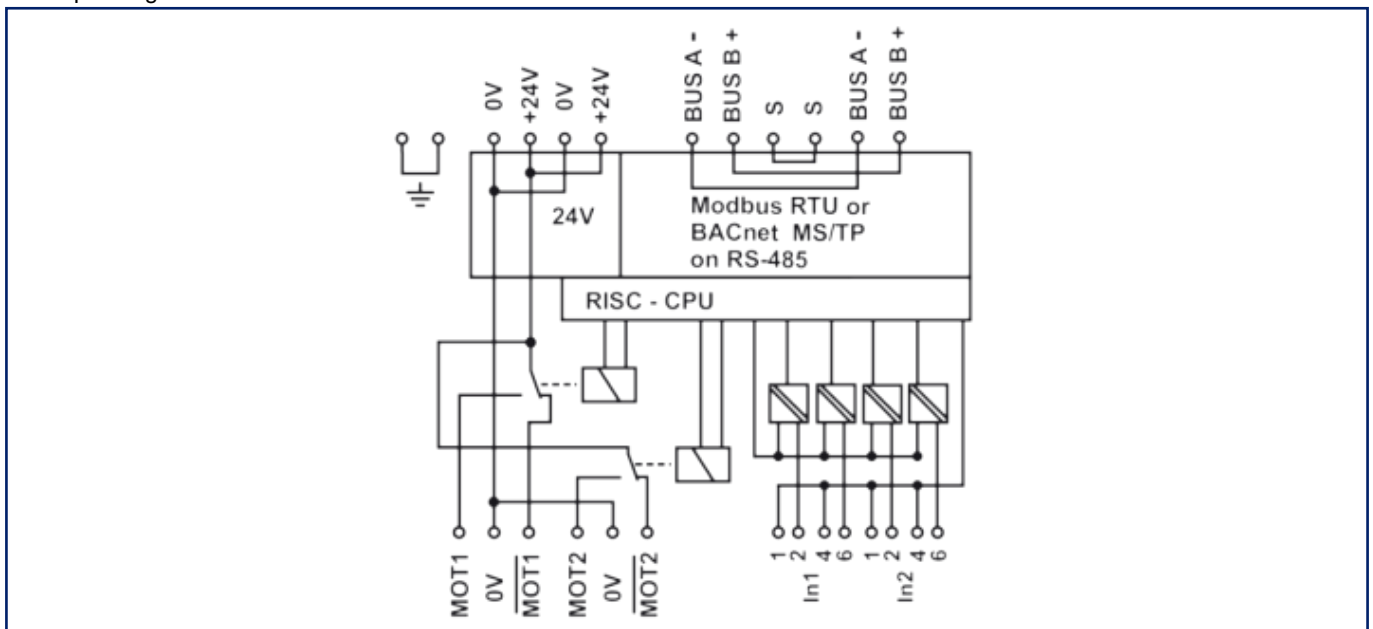 0V
+24V
0V
+24V
BUS A -
BUS B +
S
S
BUS A -
BUS B +
24V
Modbus RTU or
BACnet MS/TP
on RS-485
RISC - CPU
MOT1
0V
MOT1
MOT2
0V
MOT2
1
2
4
6
1
2
4
6
In1
In2